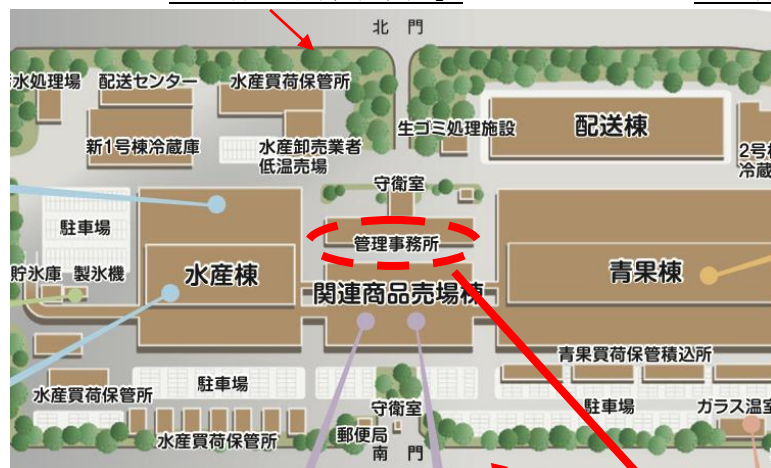 北 門
水処理場
配送センター
水産買荷保管所
生ゴミ処理施設
配送棟
新1号棟冷蔵庫
水産卸売業者
低温売場
2号
冷蔵
守衛室
駐車場
管理事務所
貯氷庫
製氷機
水産棟
関連商品売場棟
青果棟
青果買荷保管積込所
駐車場
水産買荷保管所
守衛室
駐車場
ガラス温室
水産買荷保管所
郵便局
南 門